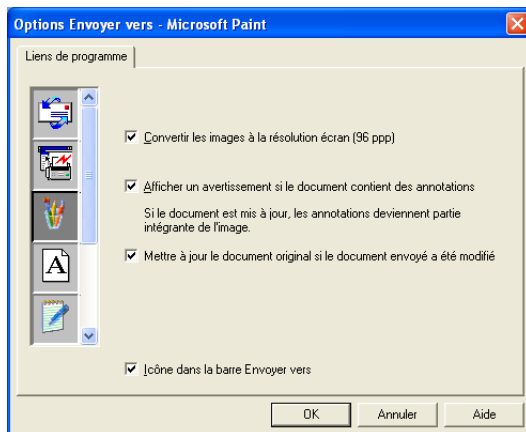 Options Envoyer vers - Microsoft Paint
Liens de programme
Convertir les images à la résolution écran (96 ppp)
Afficher un avertissement si le document contient des annotations
Si le document est mis à jour, les annotations deviennent partie
intégrante de l'image.
Mettre à jour le document original si le document envoyé a été modifié
A
Icône dans la barre Envoyer vers
OK Annuler Aide